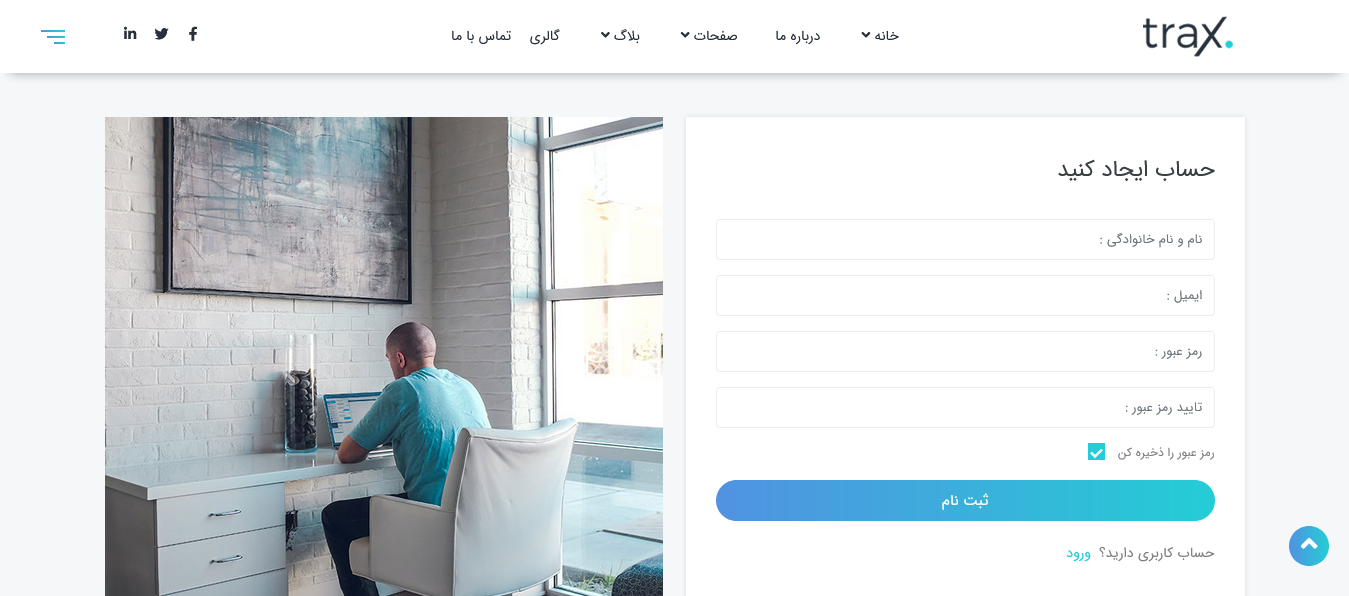 trax.
خانه
درباره ما
صفحات
بلاگ
گالری
تماس با ما
حساب ایجاد کنید
نام و نام خانوادگی :
ایمیل :
رمز عبور :
تایید رمز عبور :
رمز عبور را ذخیره کن
ثبت نام
حساب کاربری دارید؟ ورود